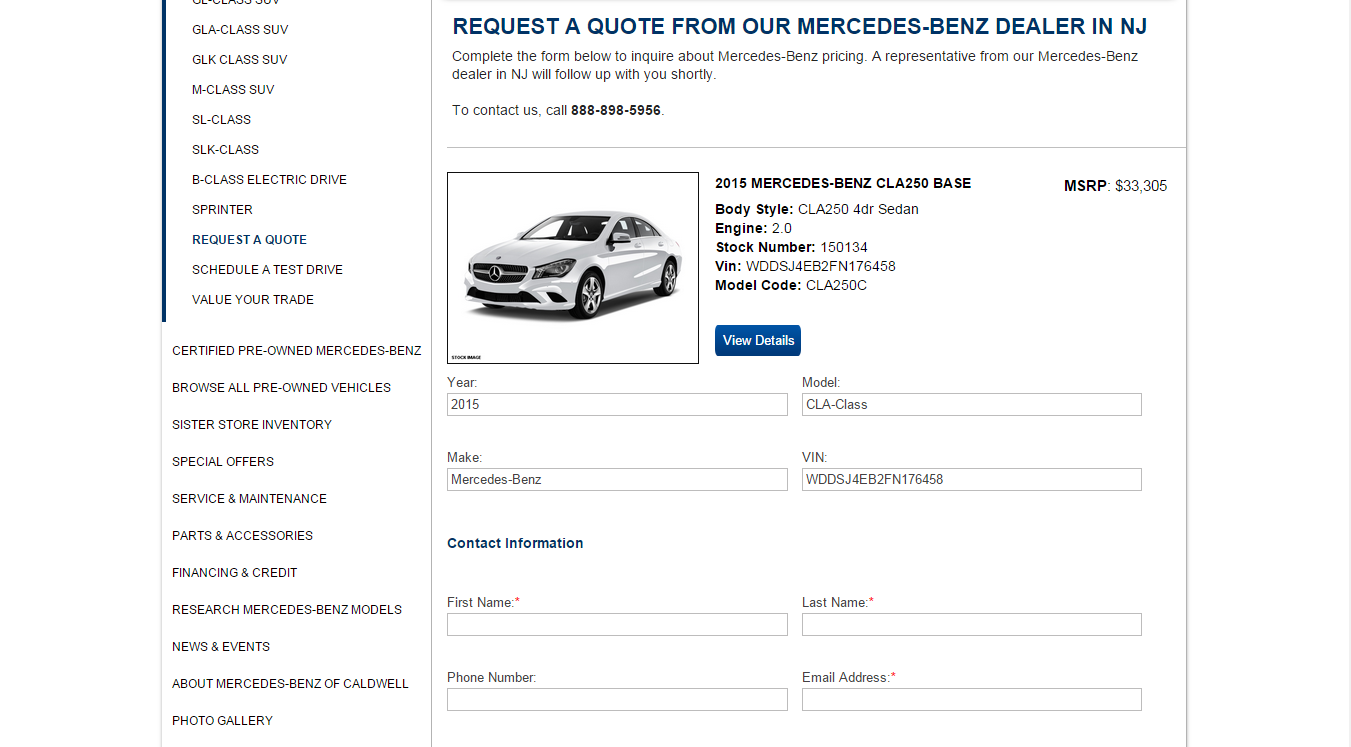 GL-CLASS SUV
GLA-CLASS SUV
GLK CLASS SUV
M-CLASS SUV
SL-CLASS
SLK-CLASS
B-CLASS ELECTRIC DRIVE
SPRINTER
REQUEST A QUOTE
SCHEDULE A TEST DRIVE
VALUE YOUR TRADE
CERTIFIED PRE-OWNED MERCEDES-BENZ
BROWSE ALL PRE-OWNED VEHICLES
SISTER STORE INVENTORY
SPECIAL OFFERS
SERVICE & MAINTENANCE
PARTS & ACCESSORIES
FINANCING & CREDIT
RESEARCH MERCEDES-BENZ MODELS
NEWS & EVENTS
ABOUT MERCEDES-BENZ OF CALDWELL
PHOTO GALLERY
REQUEST A QUOTE FROM OUR MERCEDES-BENZ DEALER IN NJ
Complete the form below to inquire about Mercedes-Benz pricing. A representative from our Mercedes-Benz
dealer in NJ will follow up with you shortly.
To contact us, call 888-898-5956.
STOCK IMAGE
2015 MERCEDES-BENZ CLA250 BASE
MSRP: $33,305
Body Style: CLA250 4dr Sedan
Engine: 2.0
Stock Number: 150134
Vin: WDDSJ4EB2FN176458
Model Code: CLA250C
View Details
Year: Model:
2015 CLA-Class
Make: VIN:
Mercedes-Benz WDDSJ4EB2FN176458
Contact Information
First Name:* Last Name:*
Phone Number: Email Address:*